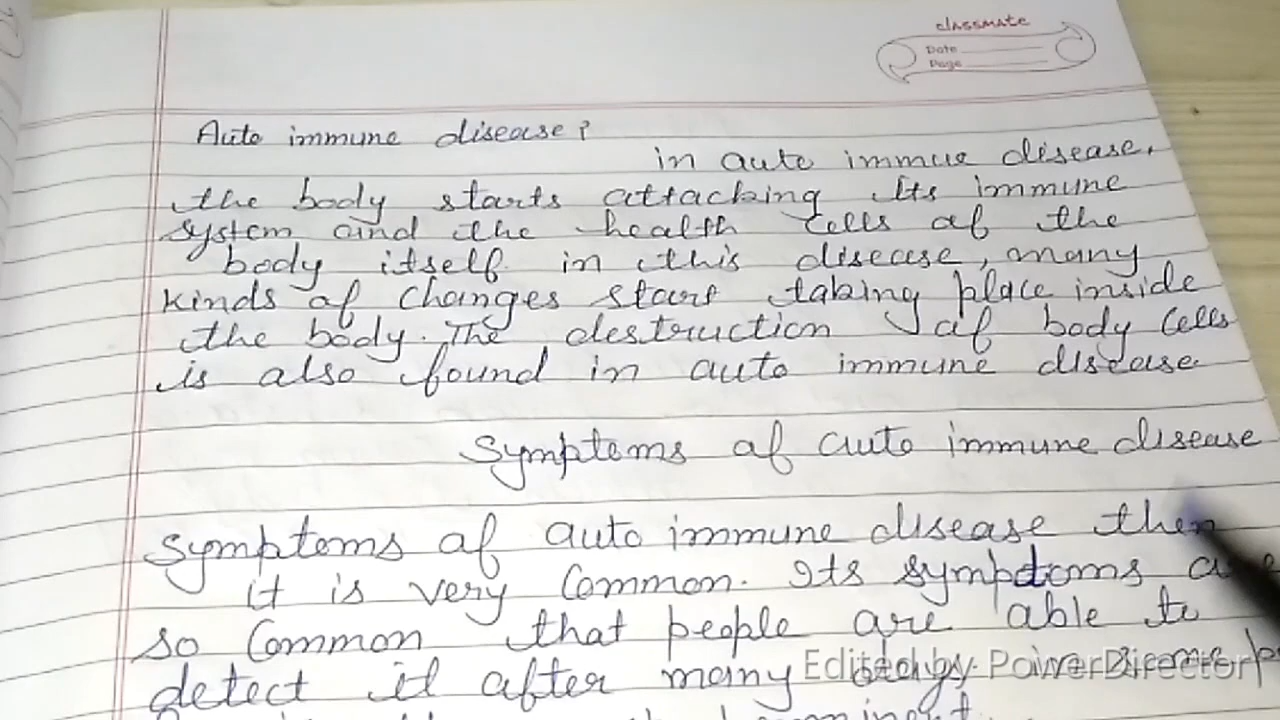 classmate
Date
Page
Auto immune disease?
in auto immue disease,
the body starts attacking its immune
system and the health cells of the
body itself. in this disease, many
kinds of changes start taking place inside
the body. The destruction of body cells
is also found in auto immune disease.
Symptoms of auto immune disease
Symptoms of auto immune disease then
it is very common. Its symptoms are
so common that people are able to
detect it after many days. in some
Edited by PowerDirector